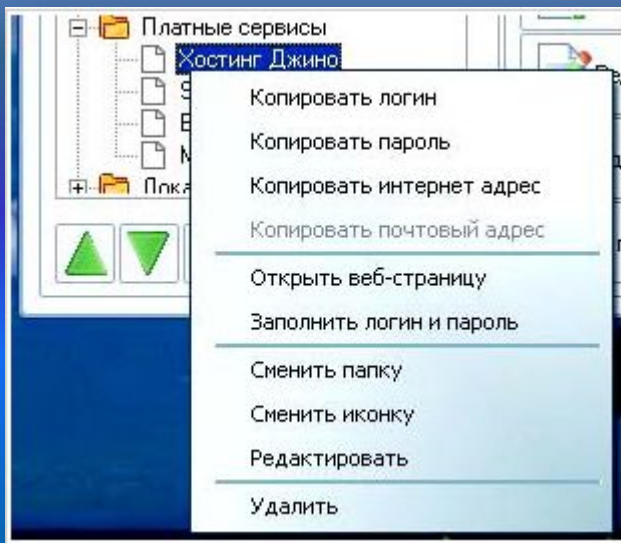 Платные сервисы
Хостинг Джино
Копировать логин
Копировать пароль
Копировать интернет адрес
Копировать почтовый адрес
Открыть веб-страницу
Заполнить логин и пароль
Сменить папку
Сменить иконку
Редактировать
Удалить